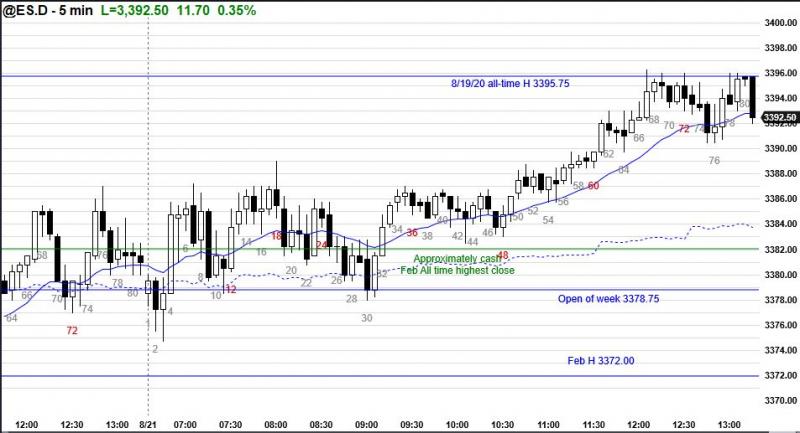 @ES.D - 5 min L=3,392.50 11.70 0.35%
3400.00
3398.00
3396.00
8/19/20 all-time H 3395.75
3394.00
3392.50
3392.00
3390.00
3388.00
3386.00
3384.00
3382.00
Approximately cash
Feb All time highest close
3380.00
Open of week 3378.75
3378.00
3376.00
3374.00
Feb H 3372.00
3372.00
3370.00
64 66 68 70 72 74 76 78 80 1 2 4 6 8 10 12 14 16 18 20 22 24 26 28 30 32 34 36 38 40 42 44 46 48 50 52 54 56 58 60 62 64 66 68 70 72 74 76 78 80
12:00 12:30 13:00 8/21 07:00 07:30 08:00 08:30 09:00 09:30 10:00 10:30 11:00 11:30 12:00 12:30 13:00